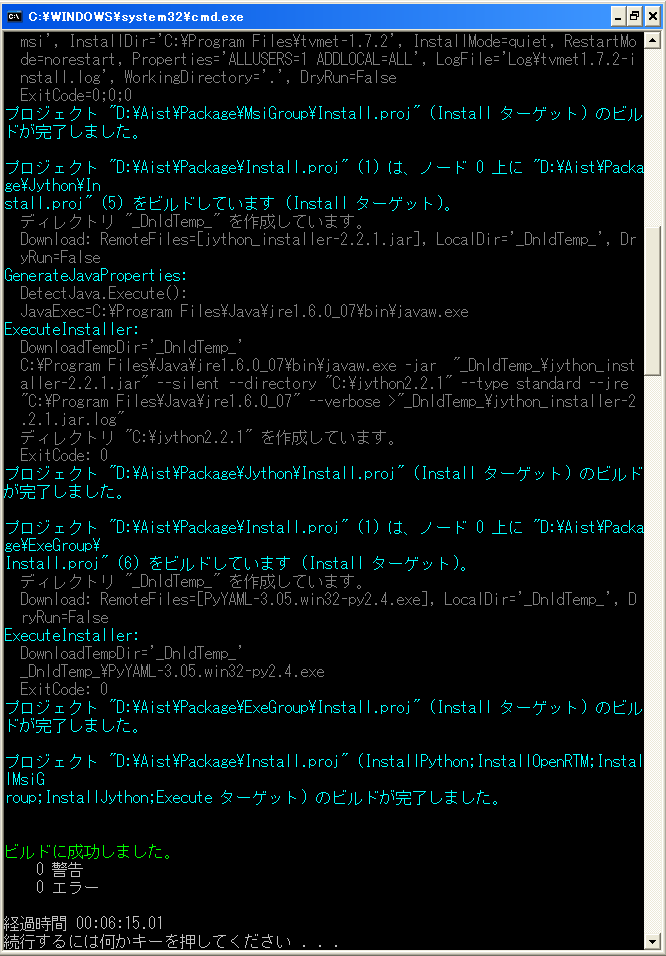 C:¥WINDOWS¥system32¥cmd.exe
msi', InstallDir='C:¥Program Files¥tvmet-1.7.2', InstallMode=quiet, RestartMo
de=norestart, Properties='ALLUSERS=1 ADDLOCAL=ALL', LogFile='Log¥tvmet1.7.2-i
nstall.log', WorkingDirectory='.', DryRun=False
ExitCode=0;0;0
プロジェクト "D:¥Aist¥Package¥MsiGroup¥Install.proj" (Install ターゲット) のビル
ドが完了しました。
プロジェクト "D:¥Aist¥Package¥Install.proj" (1) は、ノード 0 上に "D:¥Aist¥Packa
ge¥Jython¥In
stall.proj" (5) をビルドしています (Install ターゲット)。
ディレクトリ "_DnldTemp_" を作成しています。
Download: RemoteFiles=[jython_installer-2.2.1.jar], LocalDir='_DnldTemp_', Dr
yRun=False
GenerateJavaProperties:
DetectJava.Execute():
JavaExec=C:¥Program Files¥Java¥jre1.6.0_07¥bin¥javaw.exe
ExecuteInstaller:
DownloadTempDir='_DnldTemp_'
C:¥Program Files¥Java¥jre1.6.0_07¥bin¥javaw.exe -jar  "_DnldTemp_¥jython_inst
aller-2.2.1.jar" --silent --directory "C:¥jython2.2.1" --type standard --jre
"C:¥Program Files¥Java¥jre1.6.0_07" --verbose >"_DnldTemp_¥jython_installer-2
.2.1.jar.log"
ディレクトリ "C:¥jython2.2.1" を作成しています。
ExitCode: 0
プロジェクト "D:¥Aist¥Package¥Jython¥Install.proj" (Install ターゲット) のビルド
が完了しました。
プロジェクト "D:¥Aist¥Package¥Install.proj" (1) は、ノード 0 上に "D:¥Aist¥Packa
ge¥ExeGroup¥
Install.proj" (6) をビルドしています (Install ターゲット)。
ディレクトリ "_DnldTemp_" を作成しています。
Download: RemoteFiles=[PyYAML-3.05.win32-py2.4.exe], LocalDir='_DnldTemp_', D
ryRun=False
ExecuteInstaller:
DownloadTempDir='_DnldTemp_'
_DnldTemp_¥PyYAML-3.05.win32-py2.4.exe
ExitCode: 0
プロジェクト "D:¥Aist¥Package¥ExeGroup¥Install.proj" (Install ターゲット) のビル
ドが完了しました。
プロジェクト "D:¥Aist¥Package¥Install.proj" (InstallPython;InstallOpenRTM;Instal
lMsiG
roup;InstallJython;Execute ターゲット) のビルドが完了しました。
ビルドに成功しました。
0 警告
0 エラー
経過時間 00:06:15.01
続行するには何かキーを押してください . . .